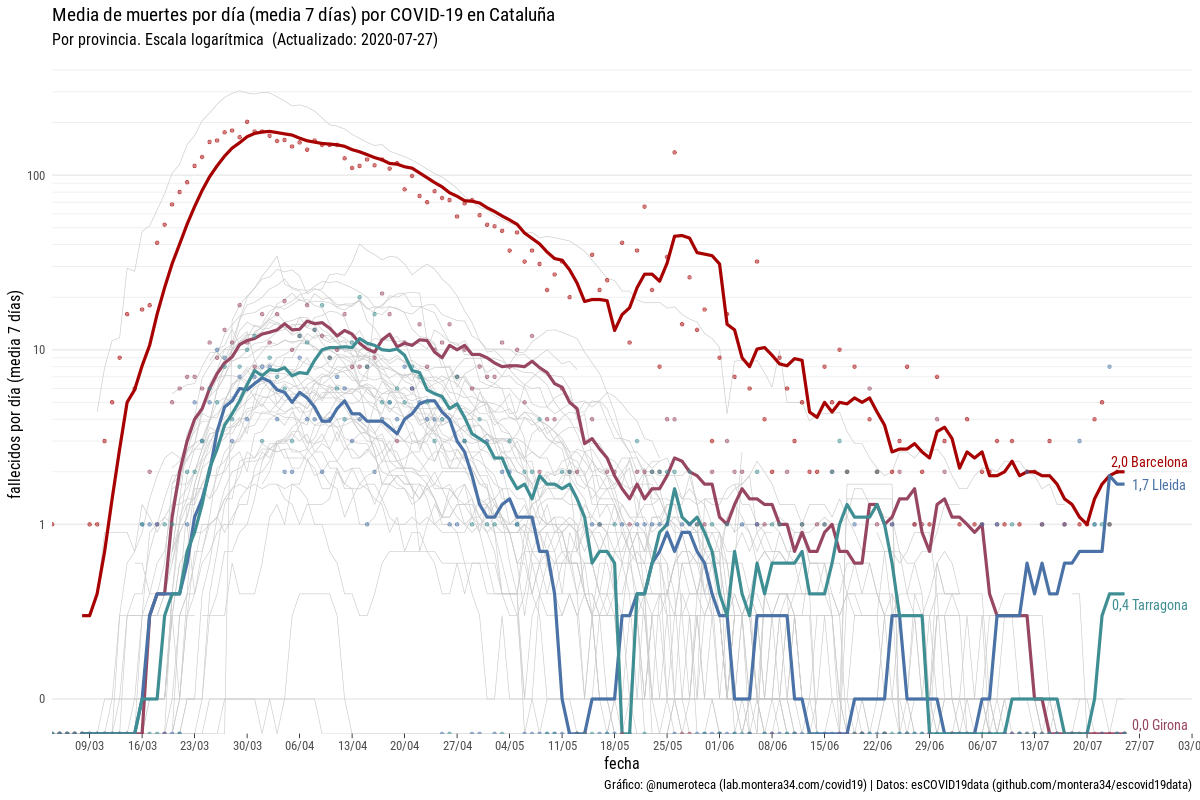 Media de muertes por día (media 7 días) por COVID-19 en Cataluña
Por provincia. Escala logarítmica (Actualizado: 2020-07-27)
fallecidos por día (media 7 días)
100
10
1
0
2,0 Barcelona
1,7 Lleida
0,4 Tarragona
0,0 Girona
09/03 16/03 23/03 30/03 06/04 13/04 20/04 27/04 04/05 11/05 18/05 25/05 01/06 08/06 15/06 22/06 29/06 06/07 13/07 20/07 27/07 03/0
fecha
Gráfico: @numeroteca (lab.montera34.com/covid19) | Datos: esCOVID19data (github.com/montera34/escovid19data)